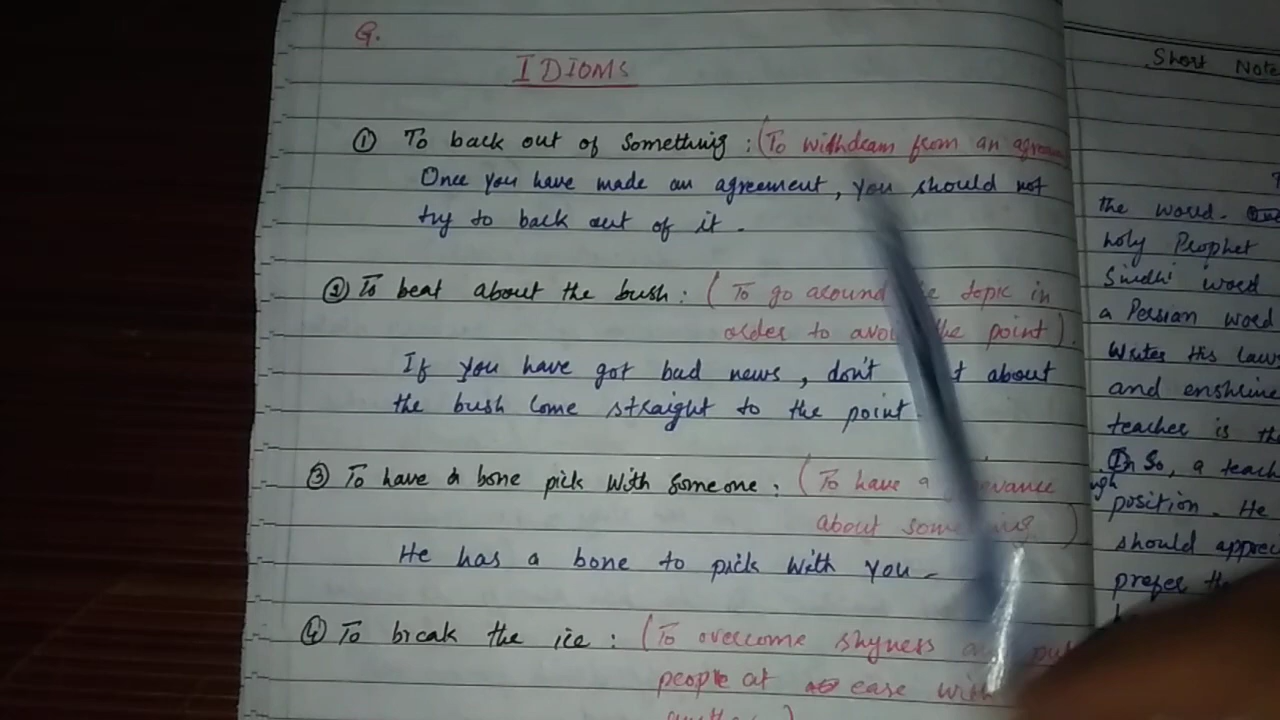 G.
IDIOMS
① To back out of something : (To withdraw from an
Once you have made an agreement, you should not
try to back out of it.
② To beat about the bush : ( To go around topic in
order to the point )
If you have got bad news, don't about
the bush come straight to the point
③ To have a bone pick with someone : ( To have a
about )
He has a bone to pick with you.
④ To break the ice : (To overcome shyness
people at ease
Short Note
the word.
holy Prophet
Sindhi word
a Persian word
Writes His Law
and enshrine
teacher is
So, a teach
position. He
should apprec
prefer